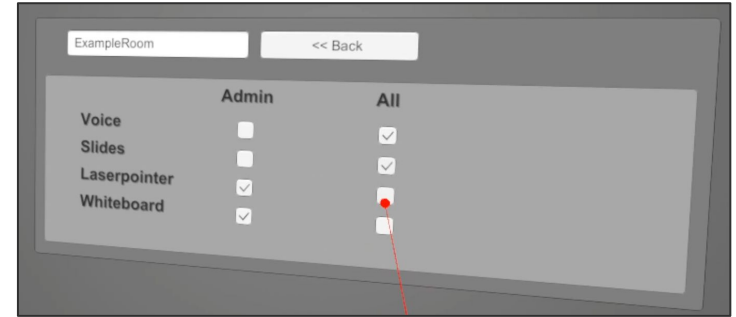 ExampleRoom << Back
Admin All
Voice
Slides
Laserpointer
Whiteboard